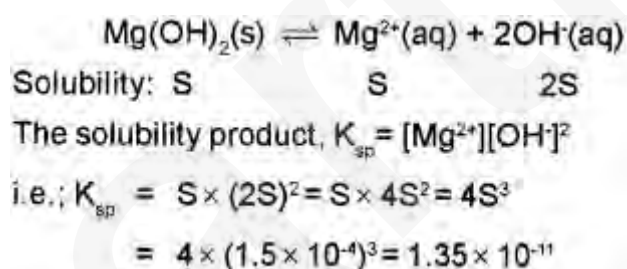 Mg(OH)₂(s) ⇌ Mg²⁺(aq) + 2OH⁻(aq)
Solubility: S S 2S
The solubility product, Kₛₚ = [Mg²⁺][OH⁻]²
i.e.; Kₛₚ = S × (2S)² = S × 4S² = 4S³
= 4 × (1.5 × 10⁻⁴)³ = 1.35 × 10⁻¹¹